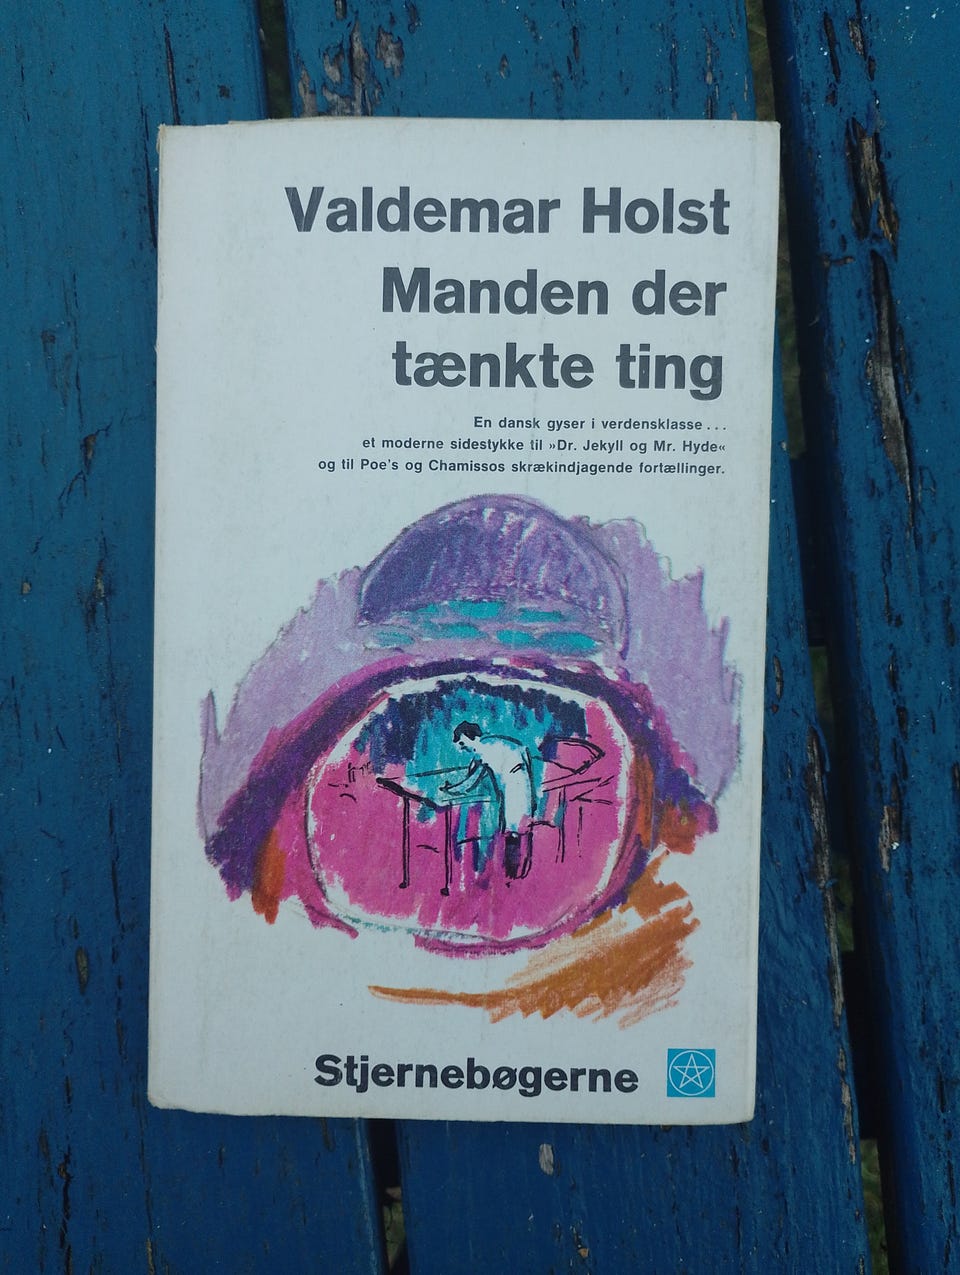 Valdemar Holst
Manden der
tænkte ting
En dansk gyser i verdensklasse...
et moderne sidestykke til »Dr. Jekyll og Mr. Hyde«
og til Poe's og Chamissos skrækindjagende fortællinger.
Stjernebøgerne